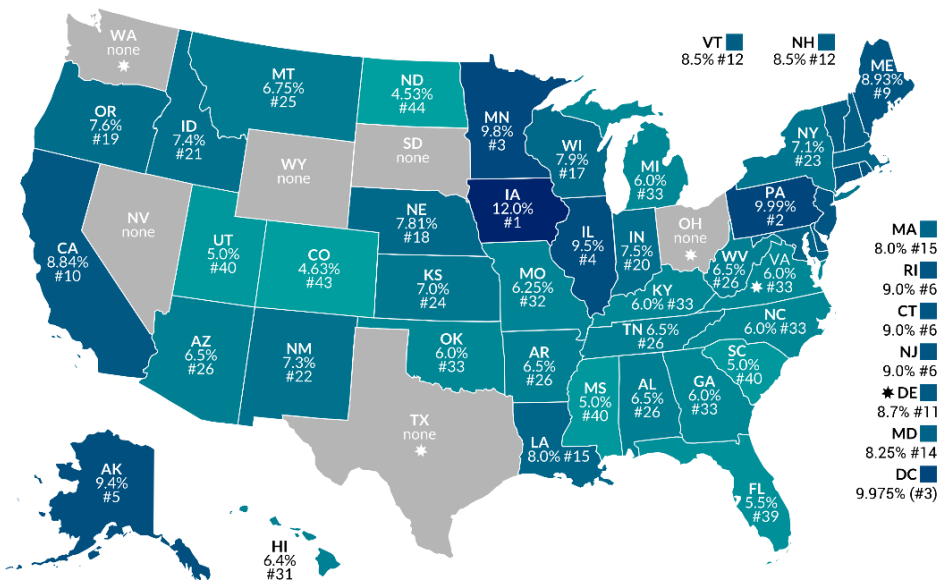 WA
none
✸
MT
6.75%
#25
ND
4.53%
#44
MN
9.8%
#3
VT
8.5% #12
NH
8.5% #12
ME
8.93%
#9
OR
7.6%
#19
ID
7.4%
#21
WY
none
SD
none
WI
7.9%
#17
MI
6.0%
#33
NY
7.1%
#23
NV
none
UT
5.0%
#40
CO
4.63%
#43
NE
7.81%
#18
IA
12.0%
#1
IL
9.5%
#4
IN
7.5%
#20
OH
none
✸
PA
9.99%
#2
CA
8.84%
#10
KS
7.0%
#24
MO
6.25%
#32
KY
6.0% #33
WV
6.5%
#26
VA
6.0%
✸ #33
MA
8.0% #15
RI
9.0% #6
CT
9.0% #6
NJ
9.0% #6
✸ DE
8.7% #11
MD
8.25% #14
DC
9.975% (#3)
AZ
6.5%
#26
NM
7.3%
#22
OK
6.0%
#33
AR
6.5%
#26
TN 6.5%
#26
NC
6.0% #33
SC
5.0%
#40
TX
none
✸
LA
8.0% #15
MS
5.0%
#40
AL
6.5%
#26
GA
6.0%
#33
FL
5.5%
#39
AK
9.4%
#5
HI
6.4%
#31